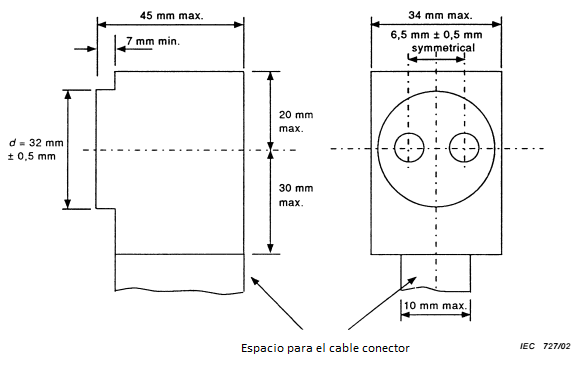 45 mm max.
7 mm min.
d = 32 mm
± 0,5 mm
20 mm
max.
30 mm
max.
34 mm max.
6,5 mm ± 0,5 mm
symmetrical
10 mm max.
Espacio para el cable conector
IEC 727/02